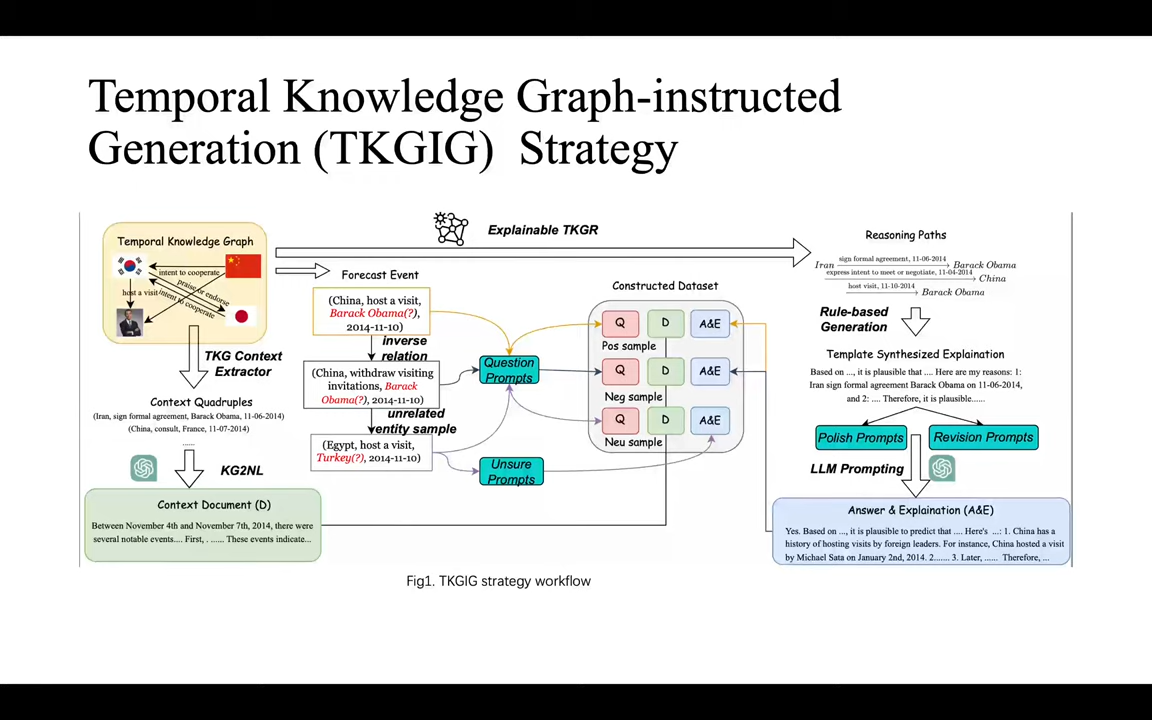 Temporal Knowledge Graph-instructed
Generation (TKGIG) Strategy
Explainable TKGR
Temporal Knowledge Graph
intent to cooperate
praise or endorse
host a visit
intent to cooperate
TKG Context
Extractor
Context Quadruples
(Iran, sign formal agreement, Barack Obama, 11-06-2014)
(China, consult, France, 11-07-2014)
......
KG2NL
Context Document (D)
Between November 4th and November 7th, 2014, there were
several notable events.... First, . ...... These events indicate...
Forecast Event
(China, host a visit,
Barack Obama(?),
2014-11-10)
inverse
relation
(China, withdraw visiting
invitations, Barack
Obama(?), 2014-11-10)
unrelated
entity sample
(Egypt, host a visit,
Turkey(?), 2014-11-10)
Question
Prompts
Unsure
Prompts
Constructed Dataset
Q D A&E
Pos sample
Q D A&E
Neg sample
Q D A&E
Neu sample
Reasoning Paths
sign formal agreement, 11-06-2014
Iran Barack Obama
express intent to meet or negotiate, 11-04-2014
China
host visit, 11-10-2014
Barack Obama
Rule-based
Generation
Template Synthesized Explaination
Based on ..., it is plausible that .... Here are my reasons: 1:
Iran sign formal agreement Barack Obama on 11-06-2014,
and 2: .... Therefore, it is plausible......
Polish Prompts
Revision Prompts
LLM Prompting
Answer & Explaination (A&E)
Yes. Based on ..., it is plausible to predict that .... Here's ...: 1. China has a
history of hosting visits by foreign leaders. For instance, China hosted a visit
by Michael Sata on January 2nd, 2014. 2....... 3. Later, ...... Therefore, ...
Fig1. TKGIG strategy workflow